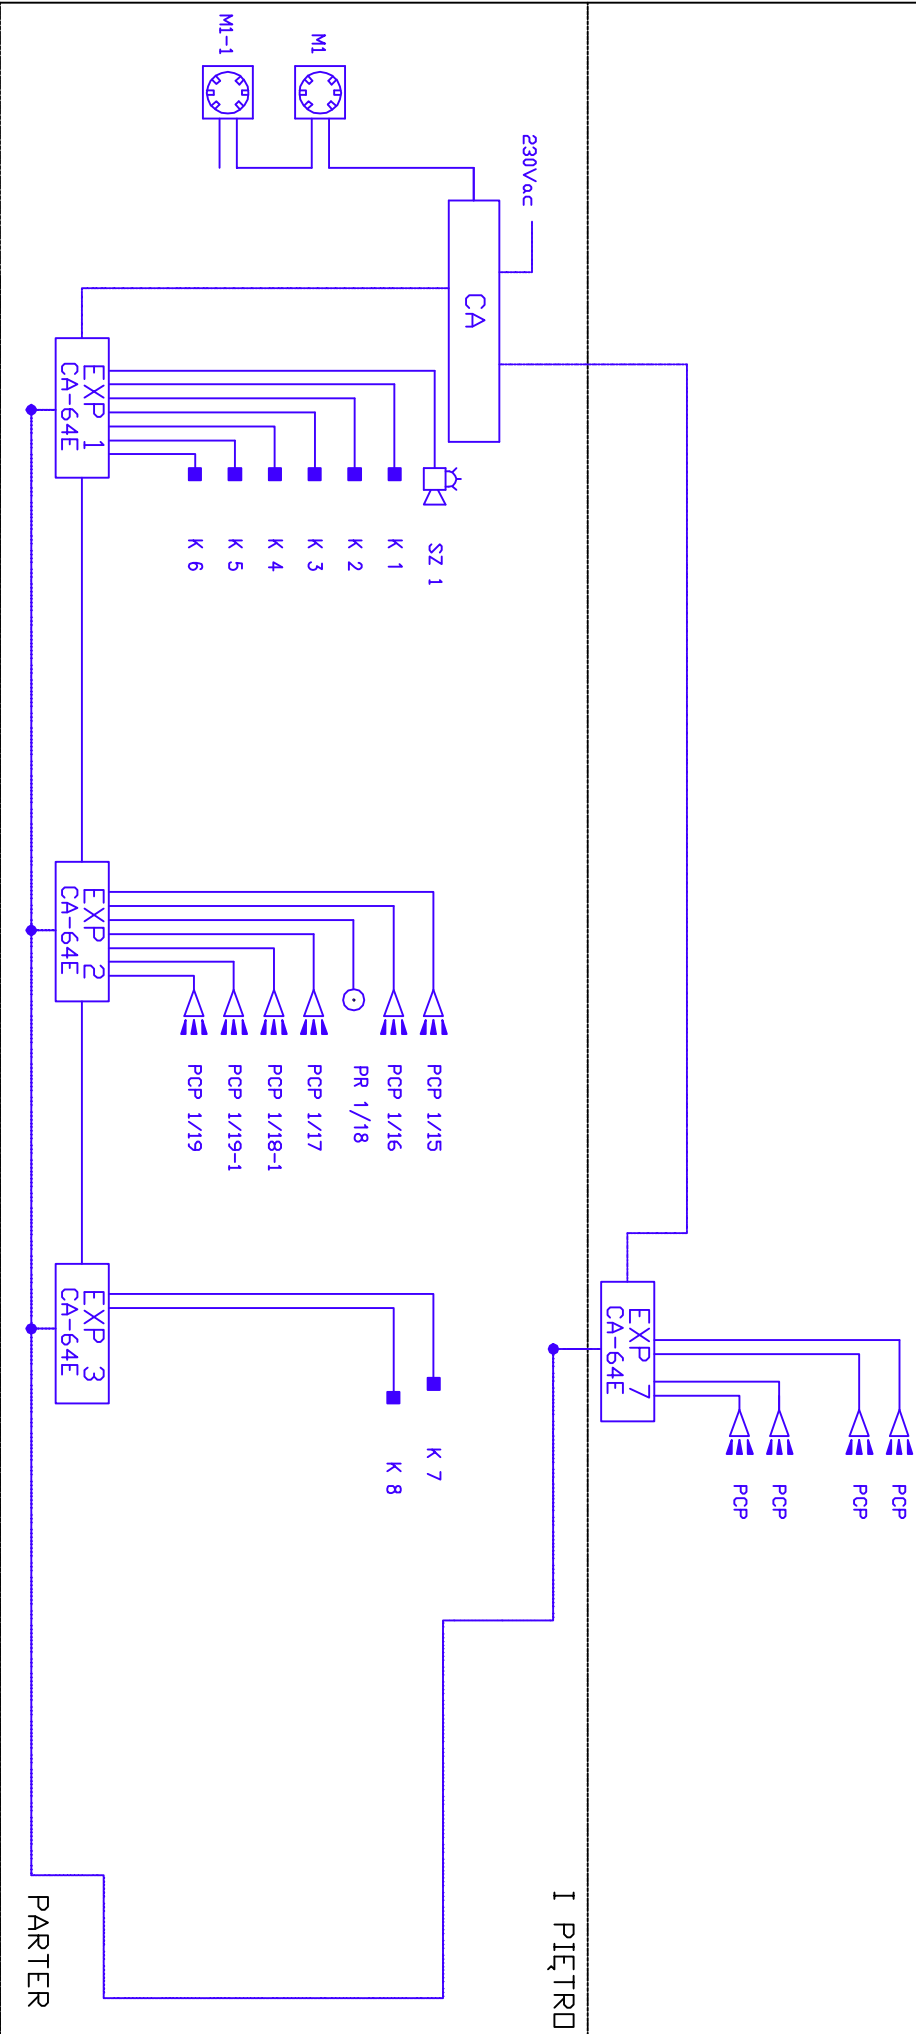 PCP
PCP
PCP
PCP
EXP 7
CA-64E
I PIĘTRO
230Vac
CA
M1
M1-1
SZ 1
K 1
K 2
K 3
K 4
K 5
K 6
EXP 1
CA-64E
PCP 1/15
PCP 1/16
PR 1/18
PCP 1/17
PCP 1/18-1
PCP 1/19-1
PCP 1/19
EXP 2
CA-64E
K 7
K 8
EXP 3
CA-64E
PARTER